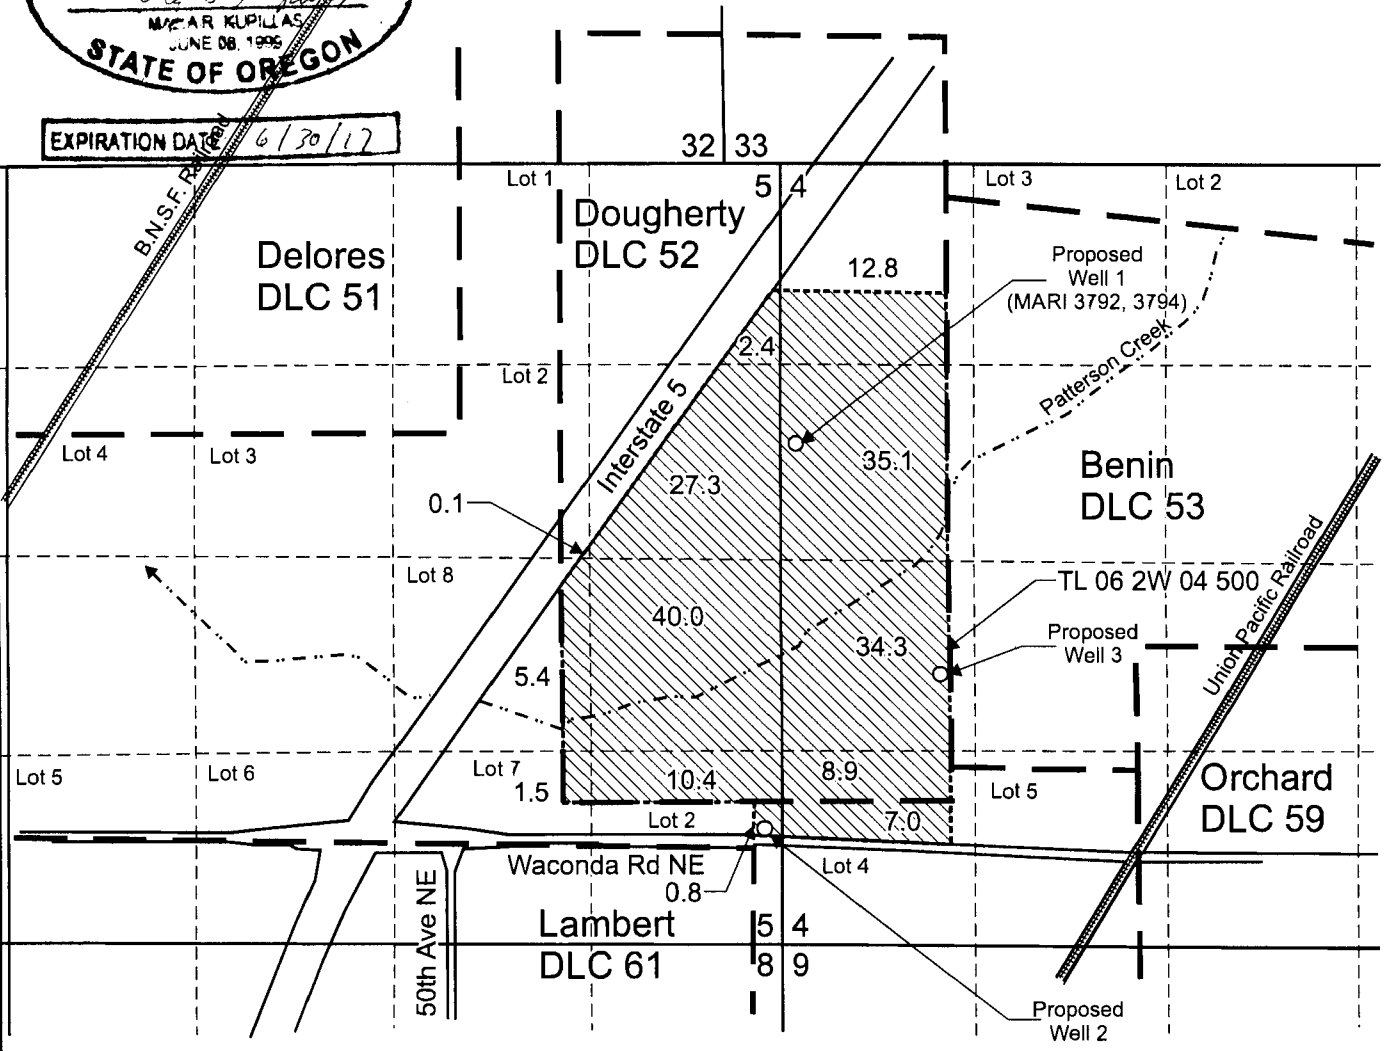 JUNE 08, 1999
STATE OF OREGON
EXPIRATION DATE 6/30/12
B.N.S.F. Railroad
32 33
5 4
Lot 1
Lot 3
Lot 2
Dougherty
DLC 52
Delores
DLC 51
12.8
Proposed
Well 1
(MARI 3792, 3794)
2.4
Lot 2
Interstate 5
Patterson Creek
Lot 4
Lot 3
0.1
27.3
35.1
Benin
DLC 53
Lot 8
TL 06 2W 04 500
40.0
34.3
Proposed
Well 3
Union Pacific Railroad
5.4
Lot 5
Lot 6
Lot 7
1.5
10.4
8.9
Lot 5
Orchard
DLC 59
Lot 2
7.0
Waconda Rd NE
0.8
Lot 4
50th Ave NE
Lambert
DLC 61
5 4
8 9
Proposed
Well 2